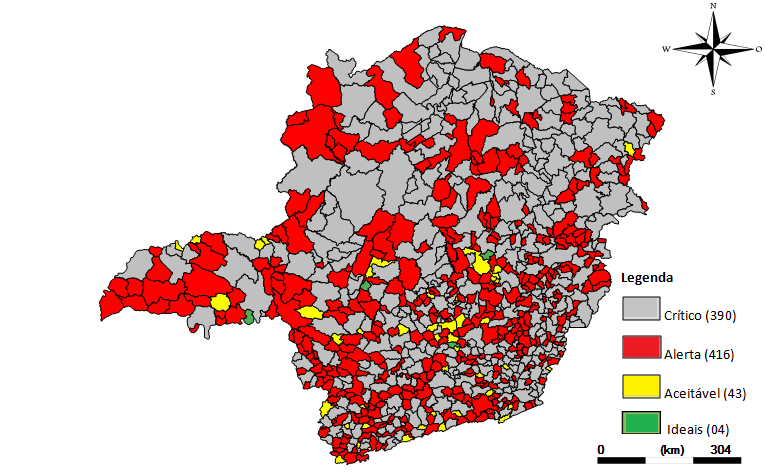 N
W O
S
Legenda
Crítico (390)
Alerta (416)
Aceitável (43)
Ideais (04)
0 (km) 304